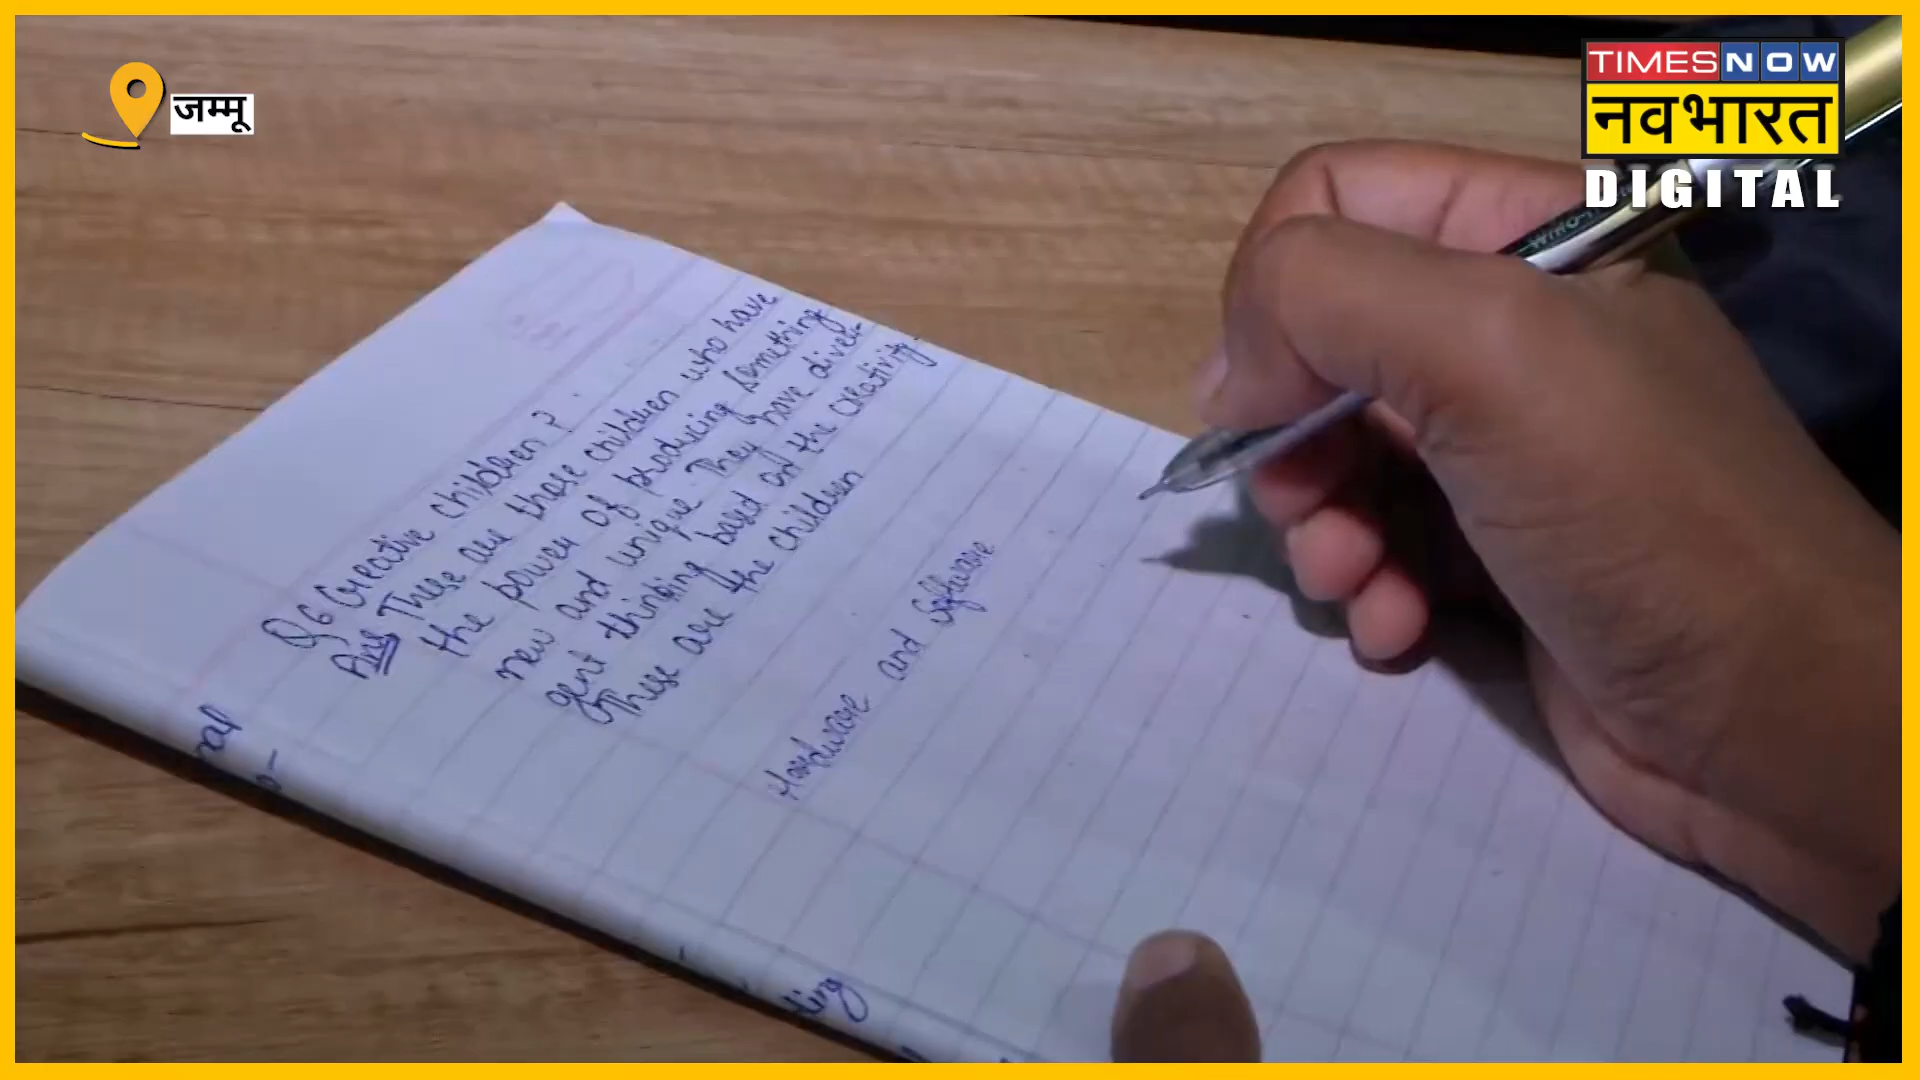 जम्मू
TIMES NOW
नवभारत
DIGITAL
Q6 Creative children?
Ans These are those children who have
the power of producing something
new and unique. They have diver-
gent thinking based on the creativity.
These are the children
Hardware and Software